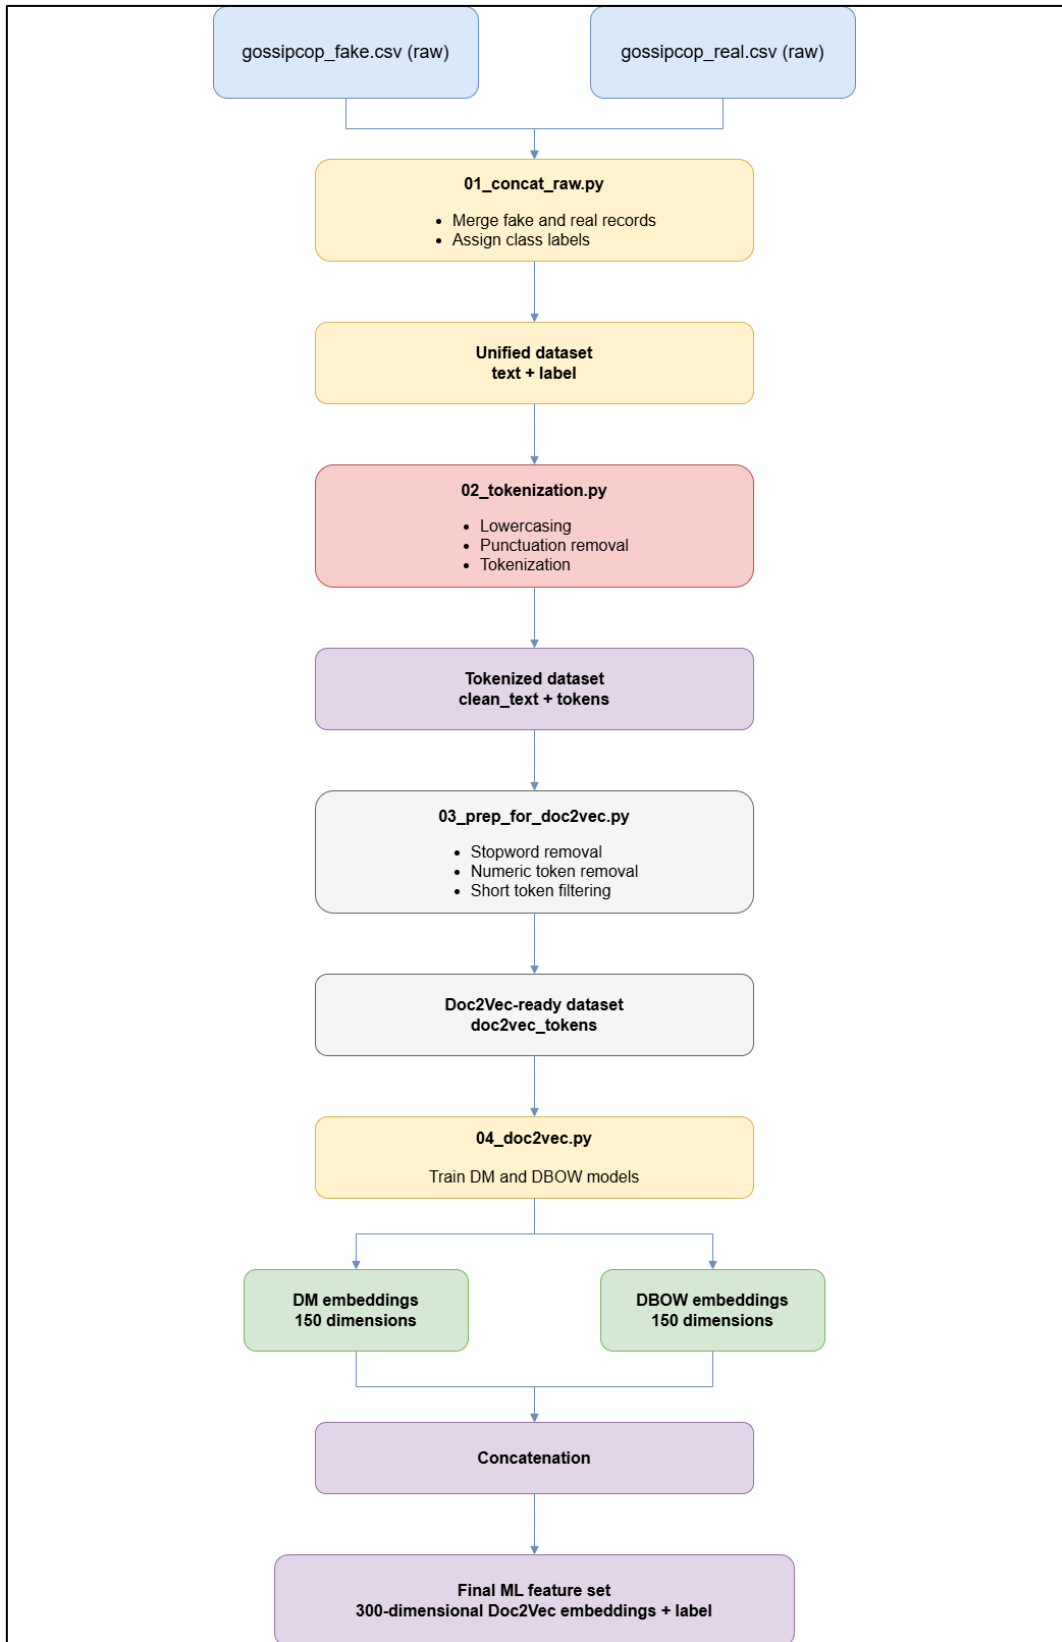 gossipcop_fake.csv (raw)
gossipcop_real.csv (raw)
01_concat_raw.py
• Merge fake and real records
• Assign class labels
Unified dataset
text + label
02_tokenization.py
• Lowercasing
• Punctuation removal
• Tokenization
Tokenized dataset
clean_text + tokens
03_prep_for_doc2vec.py
• Stopword removal
• Numeric token removal
• Short token filtering
Doc2Vec-ready dataset
doc2vec_tokens
04_doc2vec.py
Train DM and DBOW models
DM embeddings
150 dimensions
DBOW embeddings
150 dimensions
Concatenation
Final ML feature set
300-dimensional Doc2Vec embeddings + label